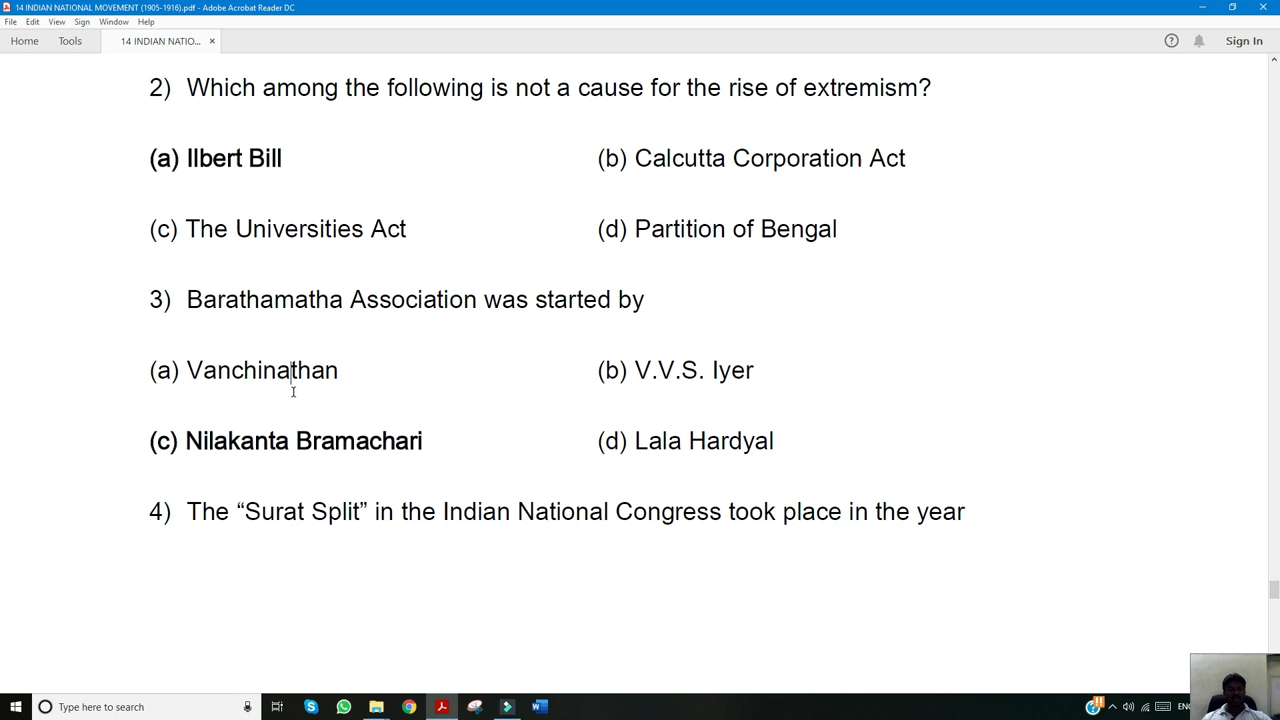 14 INDIAN NATIONAL MOVEMENT (1905-1916).pdf - Adobe Acrobat Reader DC
File Edit View Sign Window Help
Home Tools 14 INDIAN NATIO... × Sign In
2) Which among the following is not a cause for the rise of extremism?
(a) Ilbert Bill (b) Calcutta Corporation Act
(c) The Universities Act (d) Partition of Bengal
3) Barathamatha Association was started by
(a) Vanchinathan (b) V.V.S. Iyer
(c) Nilakanta Bramachari (d) Lala Hardyal
4) The “Surat Split” in the Indian National Congress took place in the year
Type here to search